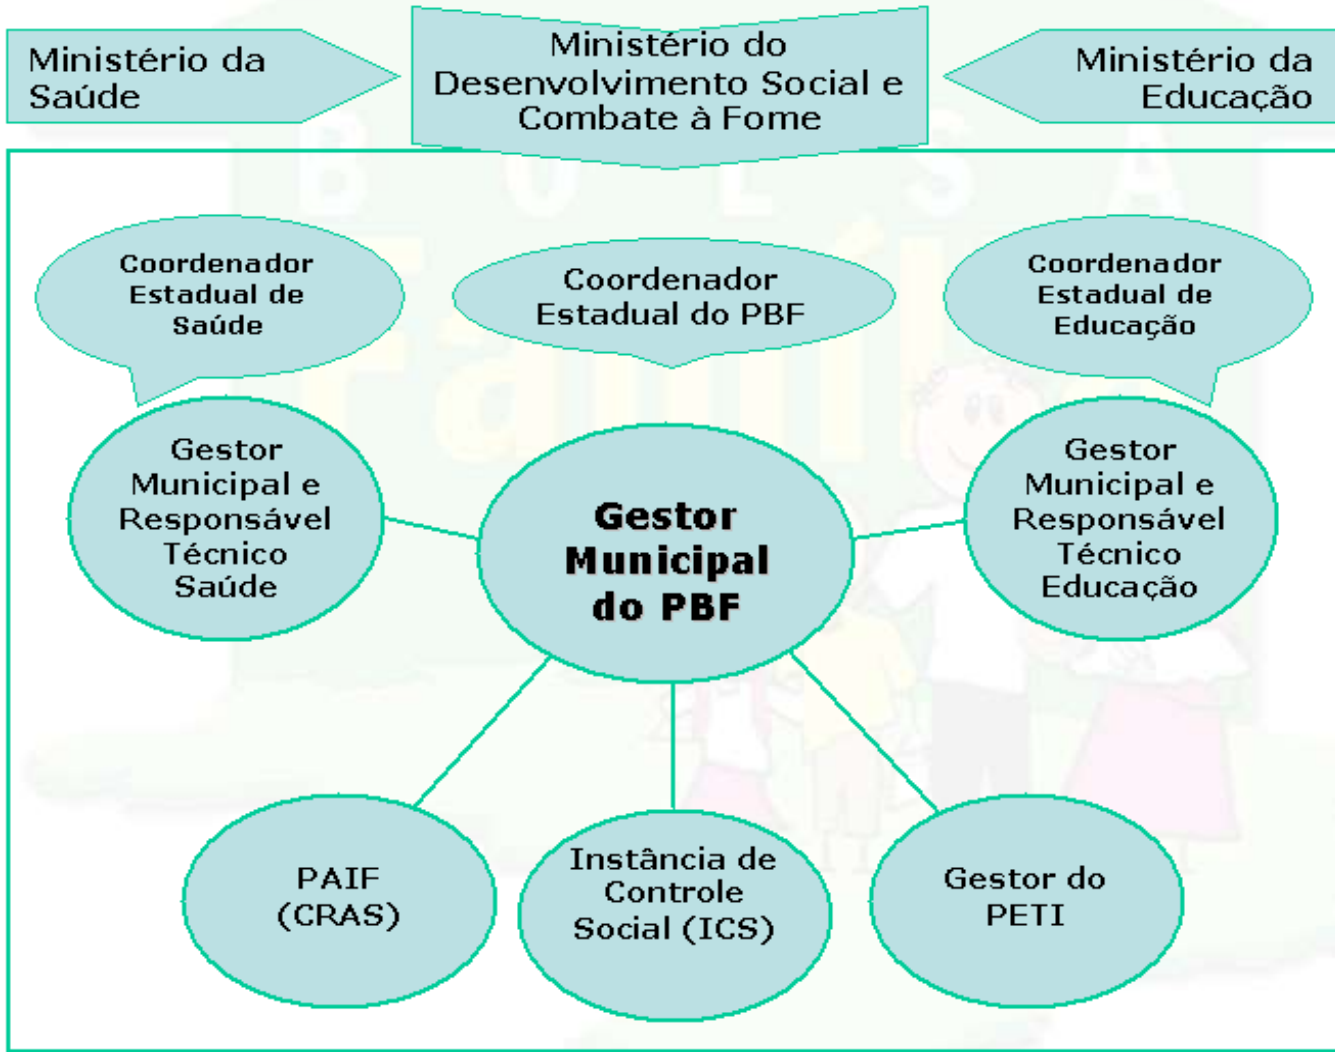 Ministério da
Saúde
Ministério do
Desenvolvimento Social e
Combate à Fome
Ministério da
Educação
BOLSA
Família
Coordenador
Estadual de
Saúde
Coordenador
Estadual do PBF
Coordenador
Estadual de
Educação
Gestor
Municipal e
Responsável
Técnico
Saúde
Gestor
Municipal
do PBF
Gestor
Municipal e
Responsável
Técnico
Educação
PAIF
(CRAS)
Instância de
Controle
Social (ICS)
Gestor do
PETI